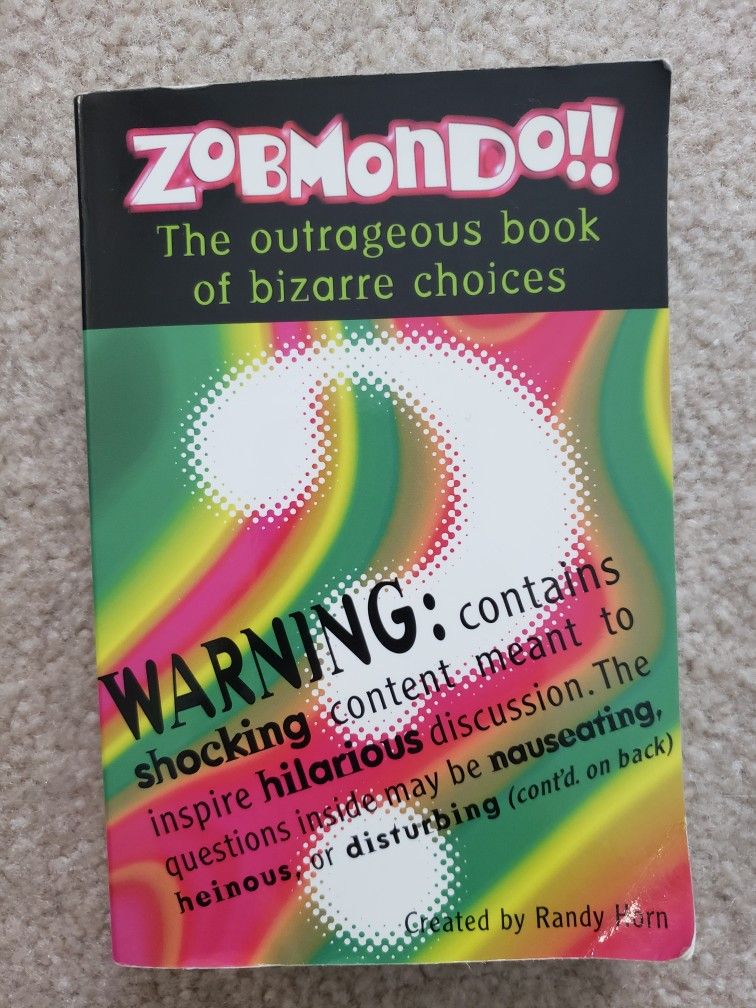 ZOBMONDO!!
The outrageous book
of bizarre choices
WARNING: contains
shocking content meant to
inspire hilarious discussion. The
questions inside may be nauseating,
heinous, or disturbing (cont'd. on back)
Created by Randy Horn